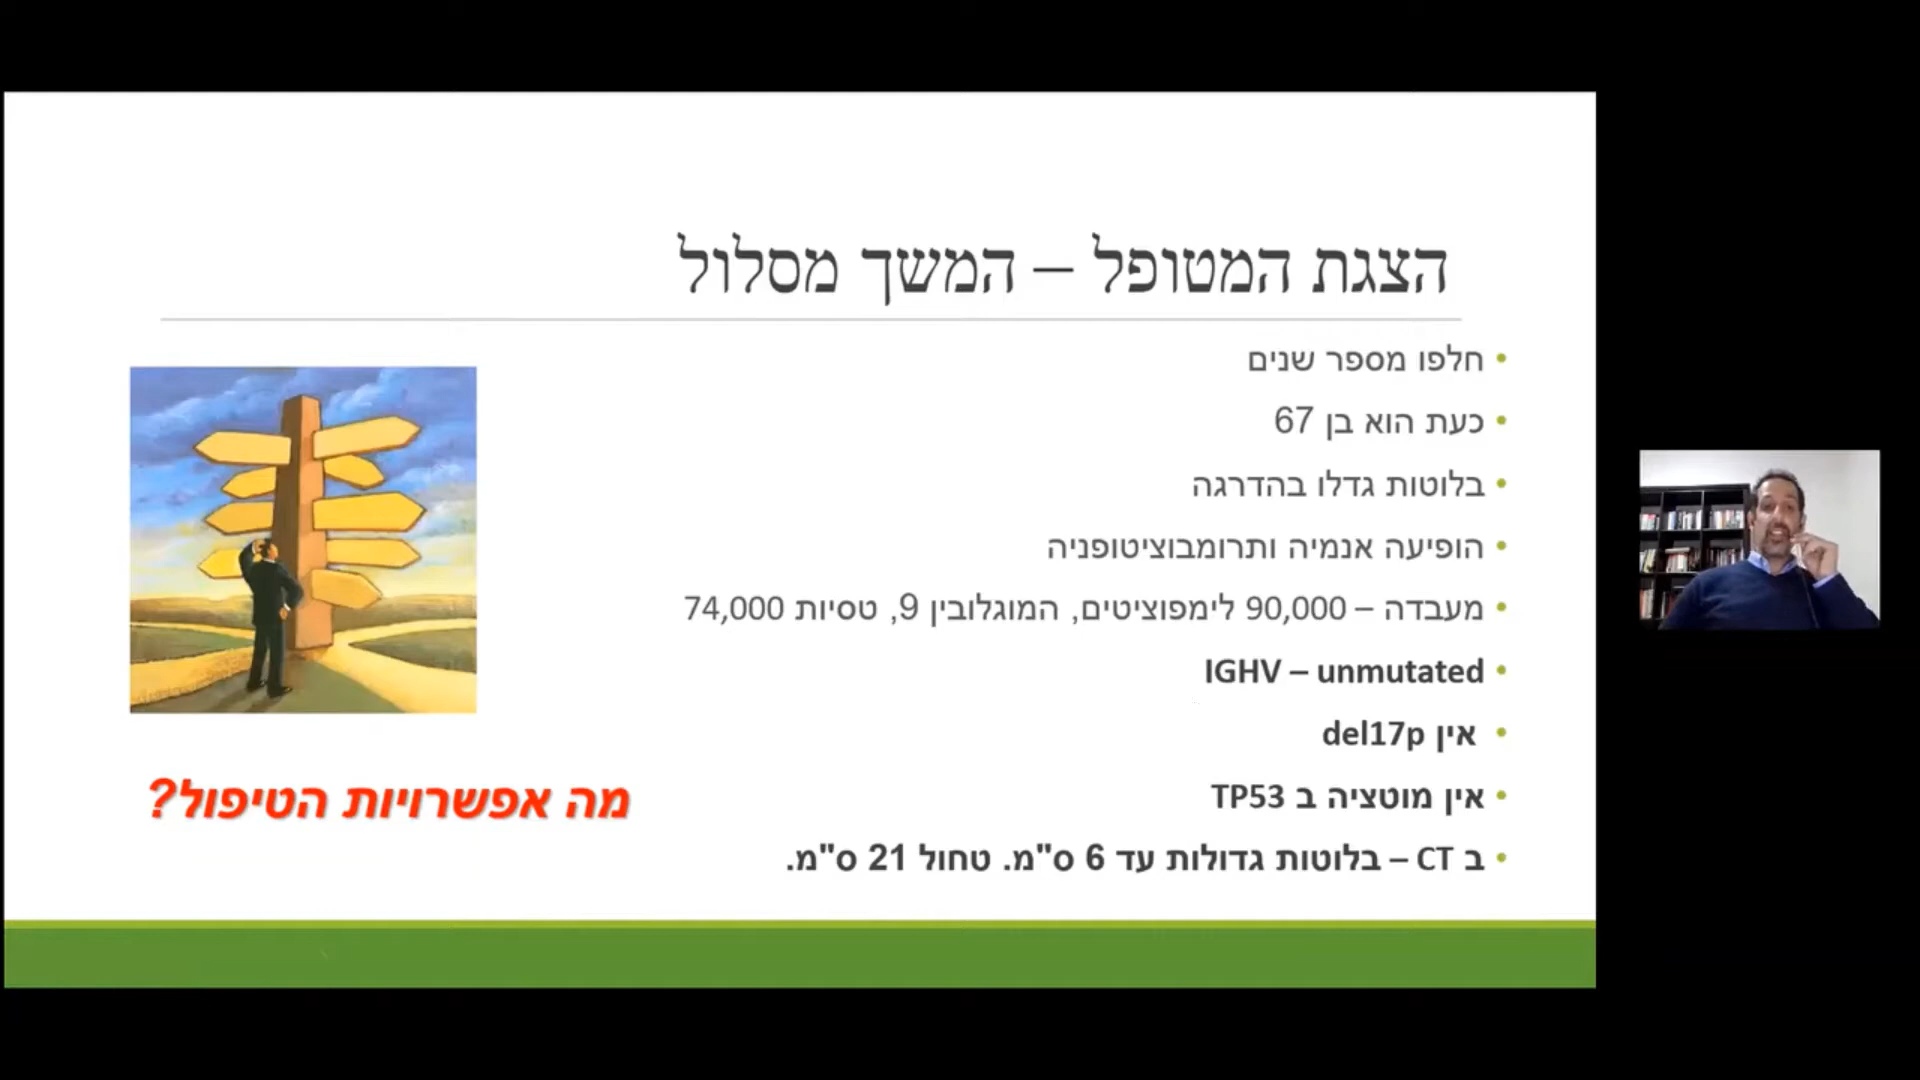 הצגת המטופל – המשך מסלול
• חלפו מספר שנים
• כעת הוא בן 67
• בלוטות גדלו בהדרגה
• הופיעה אנמיה ותרומבוציטופניה
• מעבדה – 90,000 לימפוציטים, המוגלובין 9, טסיות 74,000
• IGHV – unmutated
• אין del17p
• אין מוטציה ב TP53
• ב CT – בלוטות גדולות עד 6 ס"מ. טחול 21 ס"מ.
מה אפשרויות הטיפול?